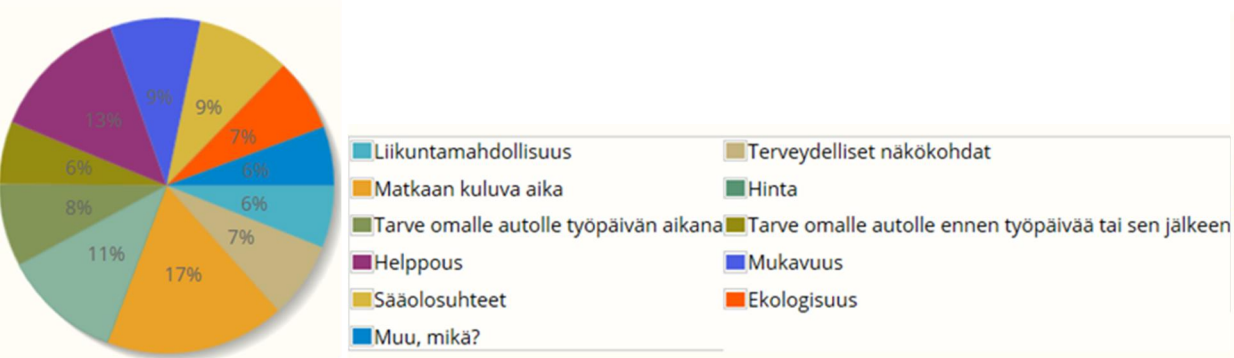 9%
9%
13%
7%
6%
6%
6%
8%
7%
11%
17%
Liikuntamahdollisuus
Terveydelliset näkökohdat
Matkaan kuluva aika
Hinta
Tarve omalle autolle työpäivän aikana
Tarve omalle autolle ennen työpäivää tai sen jälkeen
Helppous
Mukavuus
Sääolosuhteet
Ekologisuus
Muu, mikä?